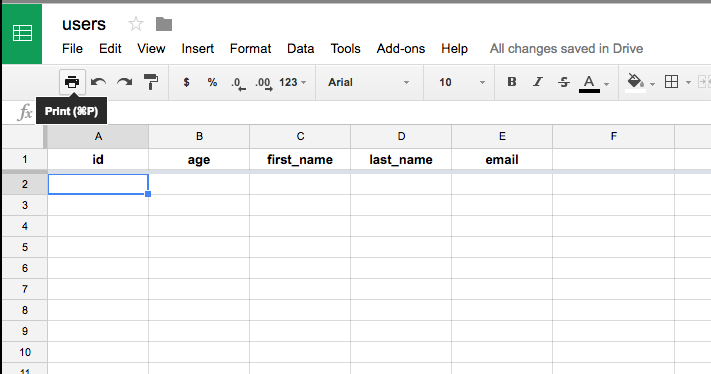 users
File Edit View Insert Format Data Tools Add-ons Help All changes saved in Drive
$ % .0 .00 123 Arial 10 B I S A
fx Print (⌘P)
A B C D E F
1 id age first_name last_name email
2
3
4
5
6
7
8
9
10
11